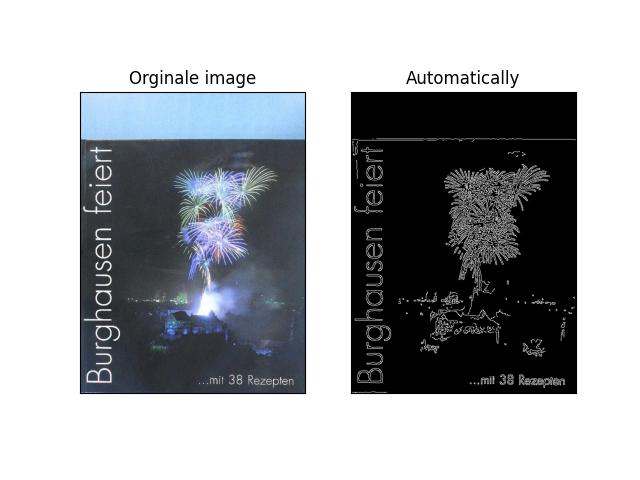 Orginale image
Automatically
Burghausen feiert
...mit 38 Rezepten
Burghausen feiert
...mit 38 Rezepten